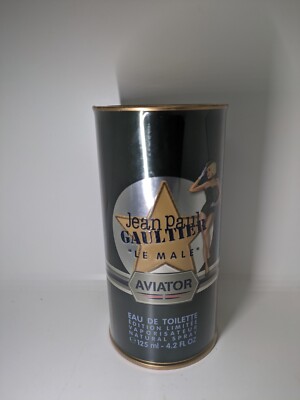 Jean Paul
GAULTIER
"LE MALE"
AVIATOR
EAU DE TOILETTE
EDITION LIMITÉE
NATURAL SPRAY
℮ 125 ml - 4.2 FL. OZ